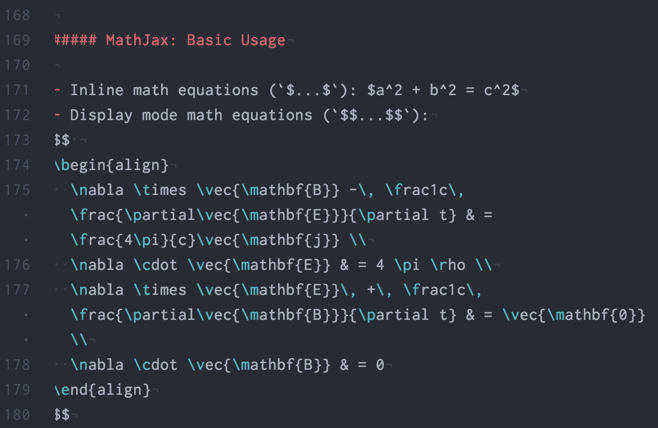 168
169 ##### MathJax: Basic Usage
170
171 - Inline math equations (`$...$`): $a^2 + b^2 = c^2$
172 - Display mode math equations (`$$...$$`):
173 $$
174 \begin{align}
175 \nabla \times \vec{\mathbf{B}} -\, \frac1c\,
\frac{\partial\vec{\mathbf{E}}}{\partial t} & =
\frac{4\pi}{c}\vec{\mathbf{j}} \\
176 \nabla \cdot \vec{\mathbf{E}} & = 4 \pi \rho \\
177 \nabla \times \vec{\mathbf{E}}\, +\, \frac1c\,
\frac{\partial\vec{\mathbf{B}}}{\partial t} & = \vec{\mathbf{0}}
\\
178 \nabla \cdot \vec{\mathbf{B}} & = 0
179 \end{align}
180 $$